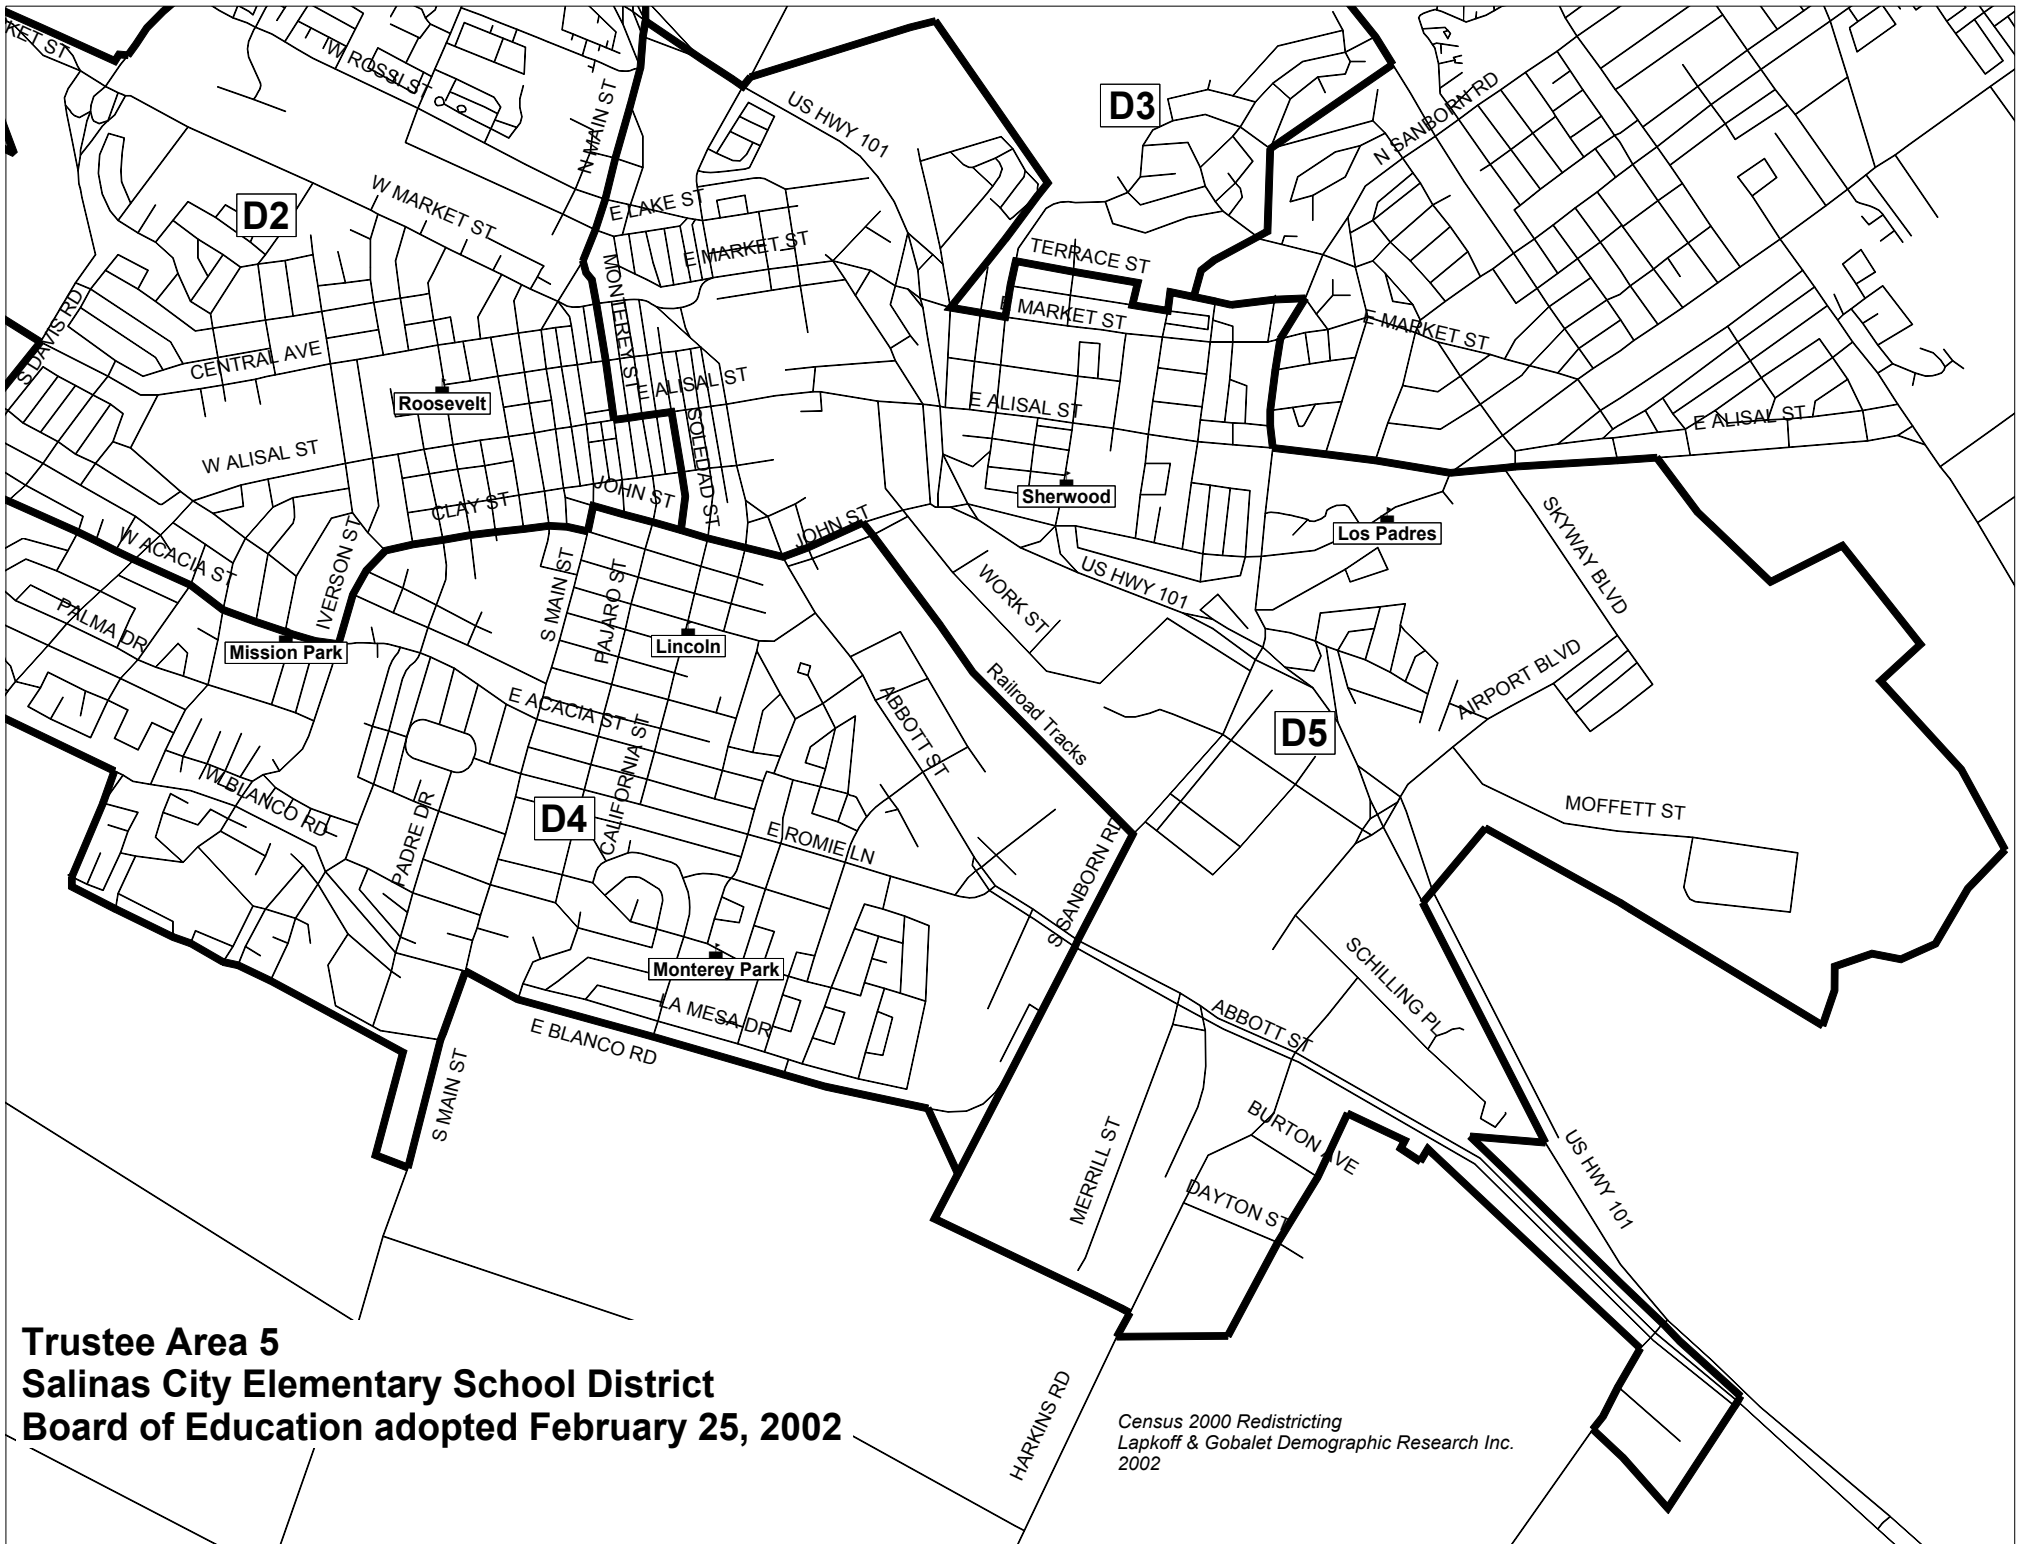 KET ST
W ROSSI ST
N MAIN ST
US HWY 101
D3
N SANBORN RD
D2
W MARKET ST
E LAKE ST
E MARKET ST
TERRACE ST
S DAVIS RD
MONTEREY ST
E MARKET ST
E MARKET ST
CENTRAL AVE
Roosevelt
E ALISAL ST
E ALISAL ST
E ALISAL ST
W ALISAL ST
SOLEDAD ST
CLAY ST
JOHN ST
JOHN ST
Sherwood
Los Padres
SKYWAY BLVD
W ACACIA ST
IVERSON ST
PALMA DR
Mission Park
S MAIN ST
PAJARO ST
Lincoln
WORK ST
US HWY 101
E ACACIA ST
CALIFORNIA ST
ABBOTT ST
Railroad Tracks
D5
AIRPORT BLVD
W BLANCO RD
PADRE DR
D4
E ROMIE LN
MOFFETT ST
S SANBORN RD
Monterey Park
LA MESA DR
E BLANCO RD
SCHILLING PL
ABBOTT ST
S MAIN ST
MERRILL ST
BURTON AVE
DAYTON ST
US HWY 101
HARKINS RD
Trustee Area 5
Salinas City Elementary School District
Board of Education adopted February 25, 2002
Census 2000 Redistricting
Lapkoff & Gobalet Demographic Research Inc.
2002